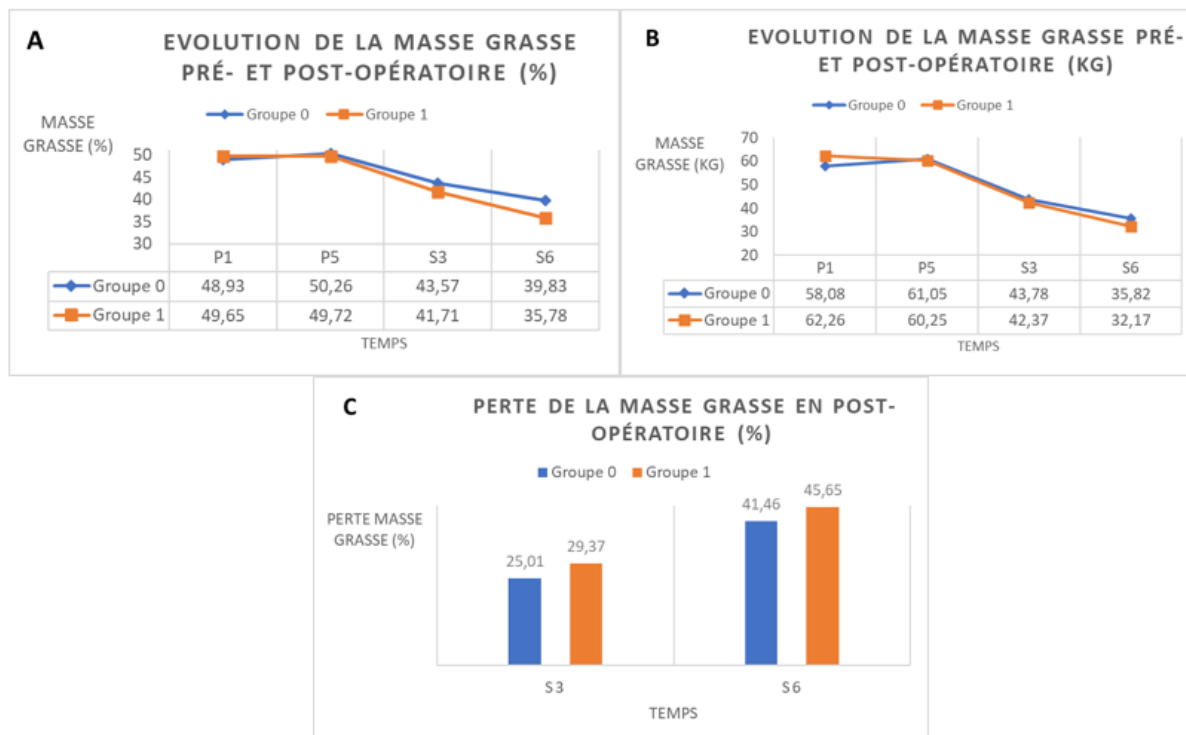 A
EVOLUTION DE LA MASSE GRASSE
PRÉ- ET POST-OPÉRATOIRE (%)
Groupe 0 Groupe 1
MASSE
GRASSE (%)
50
45
40
35
30
P1 P5 S3 S6
Groupe 0 48,93 50,26 43,57 39,83
Groupe 1 49,65 49,72 41,71 35,78
TEMPS
B
EVOLUTION DE LA MASSE GRASSE PRÉ-
ET POST-OPÉRATOIRE (KG)
Groupe 0 Groupe 1
MASSE
GRASSE (KG)
70
60
50
40
30
20
P1 P5 S3 S6
Groupe 0 58,08 61,05 43,78 35,82
Groupe 1 62,26 60,25 42,37 32,17
TEMPS
C
PERTE DE LA MASSE GRASSE EN POST-
OPÉRATOIRE (%)
Groupe 0 Groupe 1
PERTE MASSE
GRASSE (%)
25,01 29,37 41,46 45,65
S3 S6
TEMPS